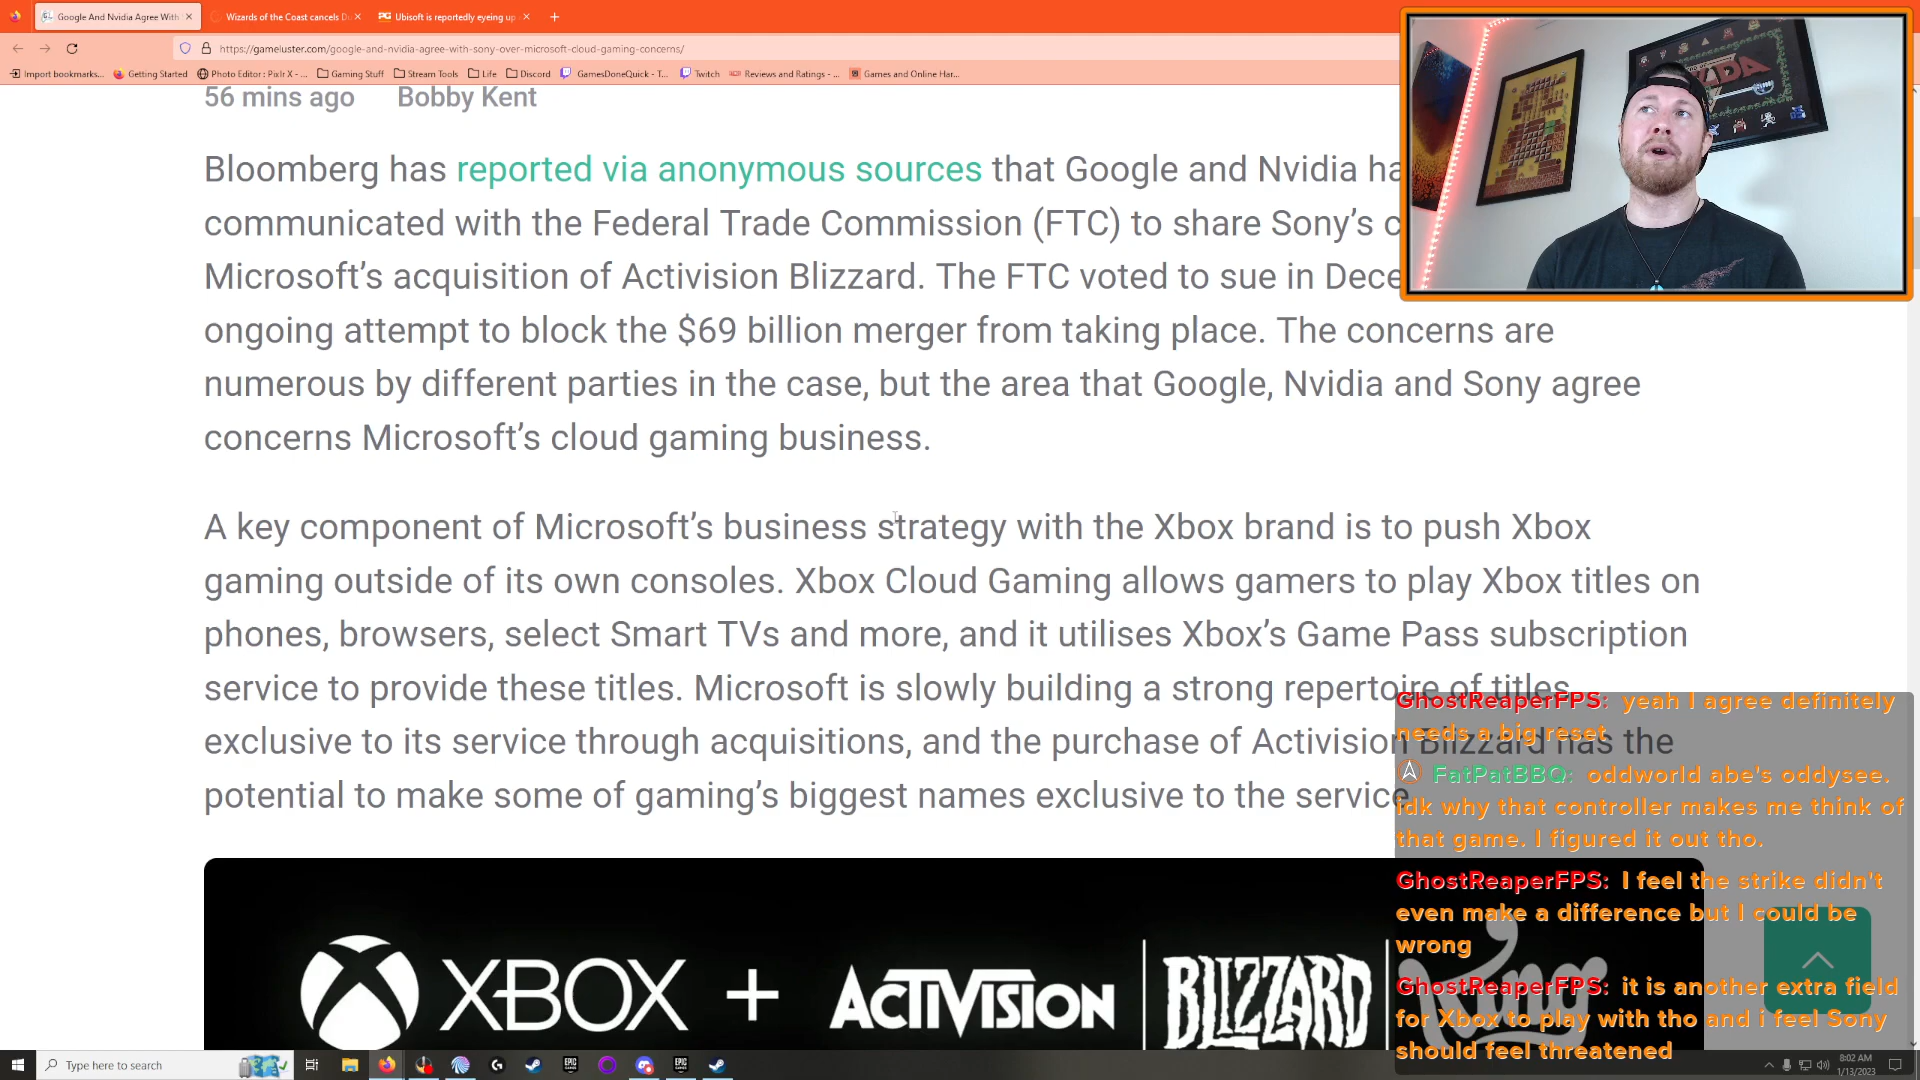 Google And Nvidia Agree With
Wizards of the Coast cancels Du
PG Ubisoft is reportedly eyeing up
https://gameluster.com/google-and-nvidia-agree-with-sony-over-microsoft-cloud-gaming-concerns/
Import bookmarks... Getting Started Photo Editor : Pixlr X - ... Gaming Stuff Stream Tools Life Discord GamesDoneQuick - T... Twitch Reviews and Ratings - ... Games and Online Har...
56 mins ago Bobby Kent
Bloomberg has reported via anonymous sources that Google and Nvidia ha
communicated with the Federal Trade Commission (FTC) to share Sony's c
Microsoft's acquisition of Activision Blizzard. The FTC voted to sue in Dece
ongoing attempt to block the $69 billion merger from taking place. The concerns are
numerous by different parties in the case, but the area that Google, Nvidia and Sony agree
concerns Microsoft's cloud gaming business.
A key component of Microsoft's business strategy with the Xbox brand is to push Xbox
gaming outside of its own consoles. Xbox Cloud Gaming allows gamers to play Xbox titles on
phones, browsers, select Smart TVs and more, and it utilises Xbox's Game Pass subscription
service to provide these titles. Microsoft is slowly building a strong repertoire of titles
exclusive to its service through acquisitions, and the purchase of Activision Blizzard has the
potential to make some of gaming's biggest names exclusive to the service
XBOX + ACTIVISION | BLIZZARD | King
GhostReaperFPS: yeah I agree definitely
needs a big reset
FatPatBBQ: oddworld abe's oddysee.
idk why that controller makes me think of
that game. I figured it out tho.
GhostReaperFPS: I feel the strike didn't
even make a difference but I could be
wrong
GhostReaperFPS: it is another extra field
for Xbox to play with tho and i feel Sony
should feel threatened
Type here to search
8:02 AM
1/13/2023